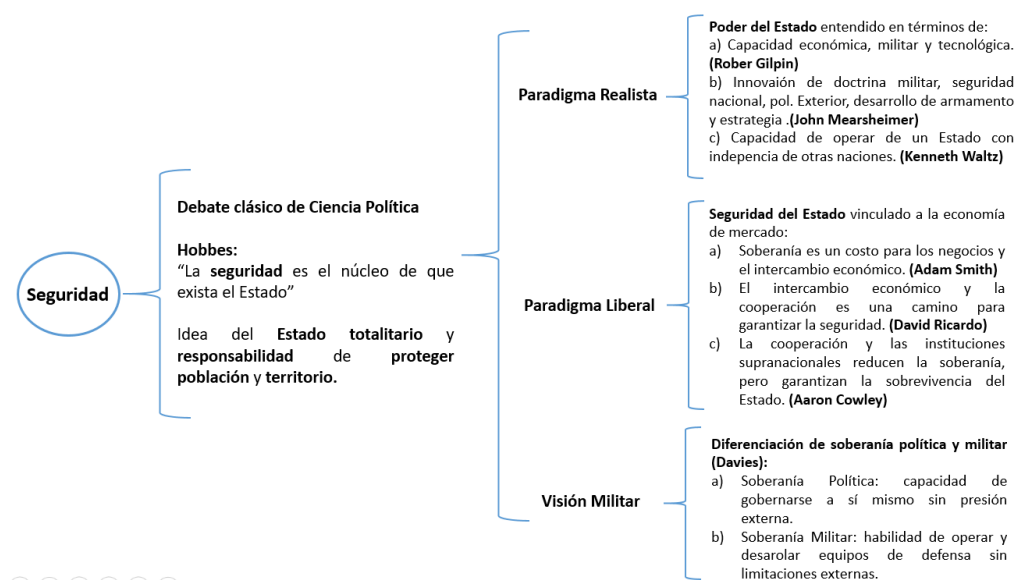 Seguridad
Debate clásico de Ciencia Política
Hobbes:
“La seguridad es el núcleo de que
exista el Estado”
Idea del Estado totalitario y
responsabilidad de proteger
población y territorio.
Paradigma Realista
Poder del Estado entendido en términos de:
a) Capacidad económica, militar y tecnológica.
(Rober Gilpin)
b) Innovaión de doctrina militar, seguridad
nacional, pol. Exterior, desarrollo de armamento
y estrategia .(John Mearsheimer)
c) Capacidad de operar de un Estado con
indepencia de otras naciones. (Kenneth Waltz)
Paradigma Liberal
Seguridad del Estado vinculado a la economía
de mercado:
a) Soberanía es un costo para los negocios y
el intercambio económico. (Adam Smith)
b) El intercambio económico y la
cooperación es una camino para
garantizar la seguridad. (David Ricardo)
c) La cooperación y las instituciones
supranacionales reducen la soberanía,
pero garantizan la sobrevivencia del
Estado. (Aaron Cowley)
Visión Militar
Diferenciación de soberanía política y militar
(Davies):
a) Soberanía Política: capacidad de
gobernarse a sí mismo sin presión
externa.
b) Soberanía Militar: habilidad de operar y
desarolar equipos de defensa sin
limitaciones externas.